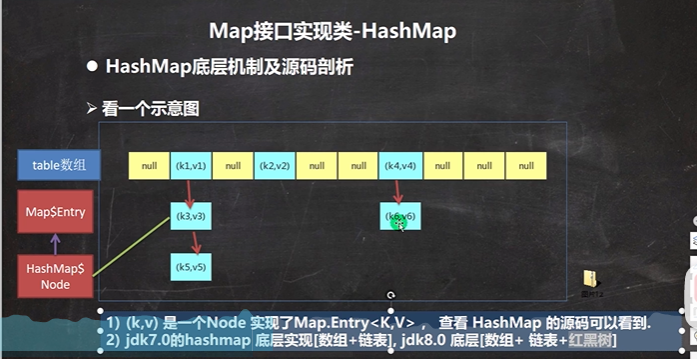 Map接口实现类-HashMap
● HashMap底层机制及源码剖析
➢ 看一个示意图
table数组
null (k1,v1) null (k2,v2) null null (k4,v4) null null null
Map$Entry
(k3,v3) (k6,v6)
HashMap$
Node
(k5,v5)
1) (k,v) 是一个Node 实现了Map.Entry<K,V> ， 查看 HashMap 的源码可以看到.
2) jdk7.0的hashmap 底层实现[数组+链表], jdk8.0 底层[数组+ 链表+红黑树]